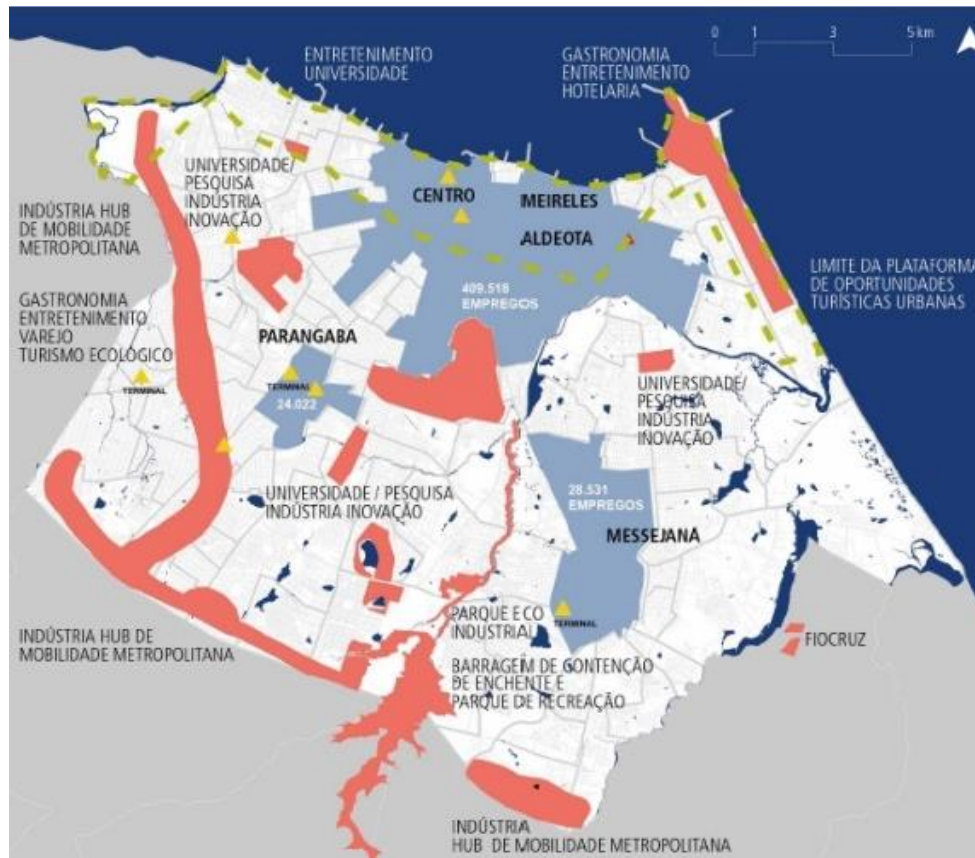 ENTRETENIMENTO
UNIVERSIDADE
GASTRONOMIA
ENTRETENIMENTO
HOTELARIA
0 1 3 5 km
UNIVERSIDADE/
PESQUISA
INDÚSTRIA
INOVAÇÃO
CENTRO
MEIRELES
ALDEOTA
INDÚSTRIA HUB
DE MOBILIDADE
METROPOLITANA
LIMITE DA PLATAFORMA
DE OPORTUNIDADES
TURÍSTICAS URBANAS
409.518
EMPREGOS
GASTRONOMIA
ENTRETENIMENTO
VAREJO
TURISMO ECOLÓGICO
TERMINAL
PARANGABA
TERMINAL
24.022
UNIVERSIDADE/
PESQUISA
INDÚSTRIA
INOVAÇÃO
UNIVERSIDADE / PESQUISA
INDÚSTRIA INOVAÇÃO
28.531
EMPREGOS
MESSEJANA
TERMINAL
PARQUE ECO
INDUSTRIAL
BARRAGEM DE CONTENÇÃO
DE ENCHENTE E
PARQUE DE RECREAÇÃO
INDÚSTRIA HUB DE
MOBILIDADE METROPOLITANA
FIOCRUZ
INDÚSTRIA
HUB DE MOBILIDADE METROPOLITANA